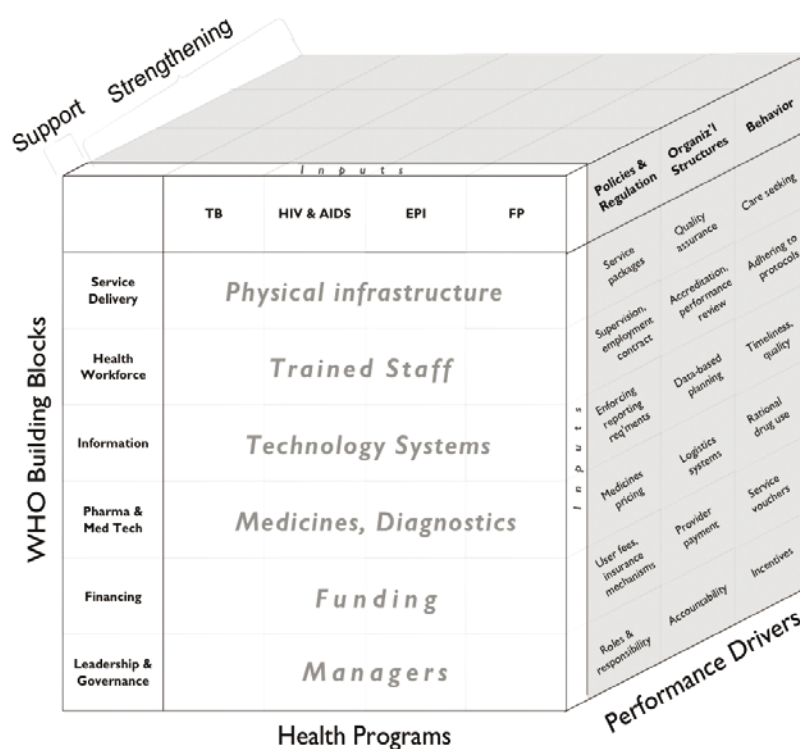 Support
Strengthening
Inputs
TB
HIV & AIDS
EPI
FP
Policies &
Regulation
Organiz'l
Structures
Behavior
WHO Building Blocks
Service
Delivery
Physical infrastructure
Service
packages
Quality
assurance
Care seeking
Health
Workforce
Trained Staff
Supervision,
employment
contract
Accreditation,
performance
review
Adhering to
protocols
Information
Technology Systems
Enforcing
reporting
req'ments
Data-based
planning
Timeliness,
quality
Inputs
Pharma &
Med Tech
Medicines, Diagnostics
Medicines
pricing
Logistics
systems
Rational
drug use
Financing
Funding
User fees,
insurance
mechanisms
Provider
payment
Service
vouchers
Leadership &
Governance
Managers
Roles &
responsibility
Accountability
Incentives
Health Programs
Performance Drivers